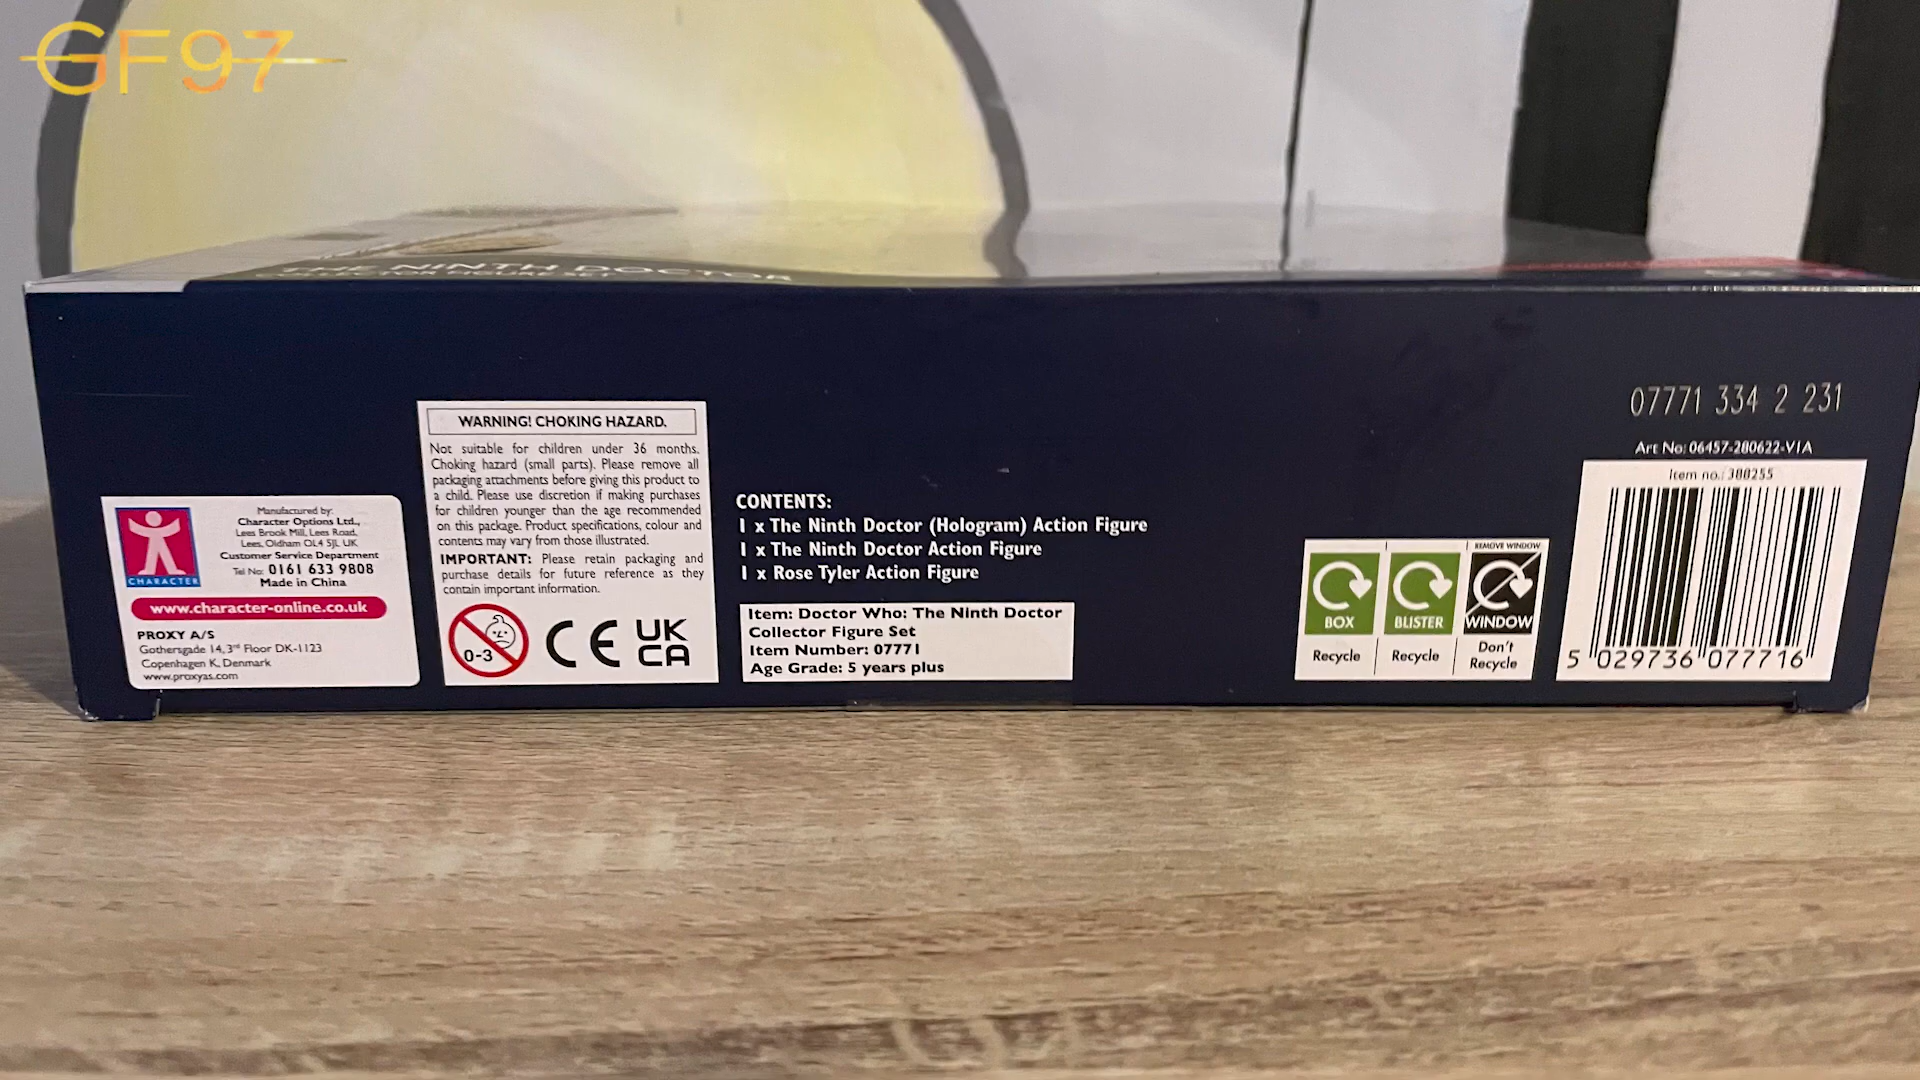 GF97
THE NINTH DOCTOR
COLLECTOR FIGURE SET
07771 334 2 231
Art No: 06457-280622-V1A
Item no.: 388255
5 029736 077716
WARNING! CHOKING HAZARD.
Not suitable for children under 36 months.
Choking hazard (small parts). Please remove all
packaging attachments before giving this product to
a child. Please use discretion if making purchases
for children younger than the age recommended
on this package. Product specifications, colour and
contents may vary from those illustrated.
IMPORTANT: Please retain packaging and
purchase details for future reference as they
contain important information.
0-3
CE
UK
CA
CHARACTER
Manufactured by:
Character Options Ltd.,
Lees Brook Mill, Lees Road,
Lees, Oldham OL4 5JL UK
Customer Service Department
Tel No: 0161 633 9808
Made in China
www.character-online.co.uk
PROXY A/S
Gothersgade 14, 3rd Floor DK-1123
Copenhagen K, Denmark
www.proxyas.com
CONTENTS:
1 x The Ninth Doctor (Hologram) Action Figure
1 x The Ninth Doctor Action Figure
1 x Rose Tyler Action Figure
Item: Doctor Who: The Ninth Doctor
Collector Figure Set
Item Number: 07771
Age Grade: 5 years plus
BOX
Recycle
BLISTER
Recycle
REMOVE WINDOW
WINDOW
Don't
Recycle